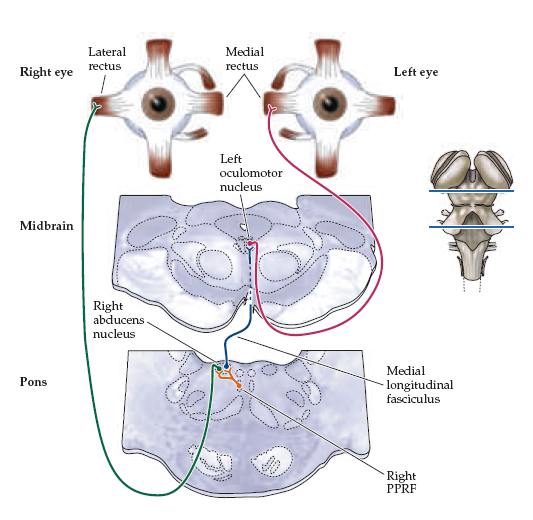 Lateral
rectus
Medial
rectus
Right eye
Left eye
Left
oculomotor
nucleus
Midbrain
Right
abducens
nucleus
Pons
Medial
longitudinal
fasciculus
Right
PPRF